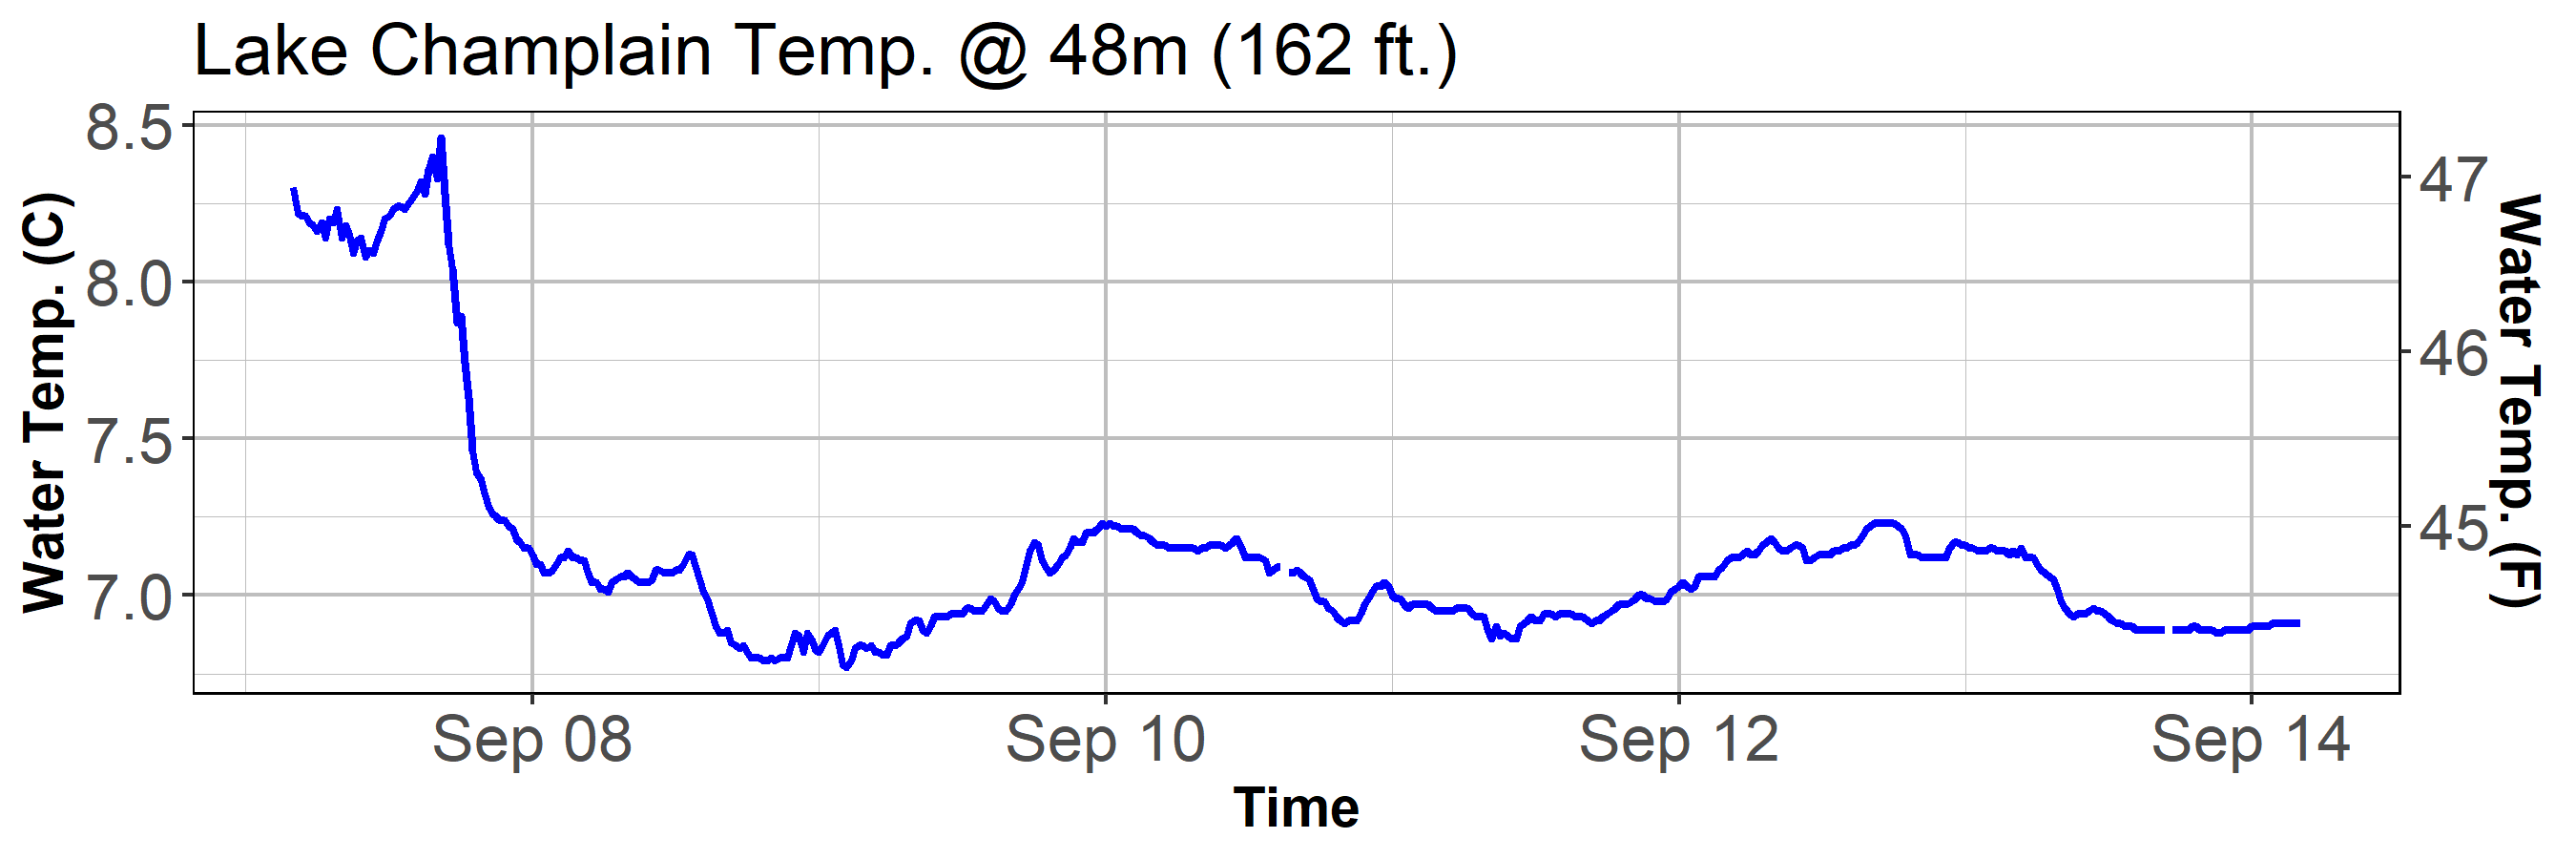 Lake Champlain Temp. @ 48m (162 ft.)
8.5
8.0
7.5
7.0
Water Temp. (C)
47
46
45
Water Temp. (F)
Sep 08 Sep 10 Sep 12 Sep 14
Time